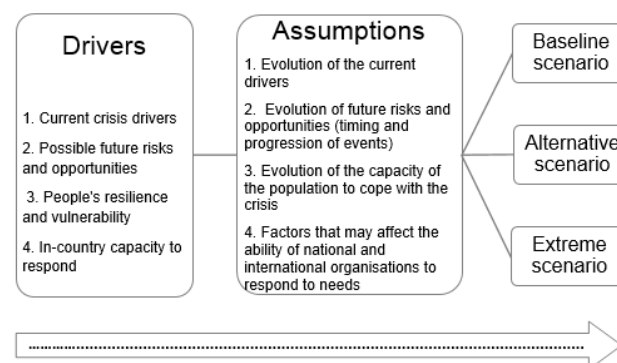 Drivers
1. Current crisis drivers
2. Possible future risks
and opportunities
3. People's resilience
and vulnerability
4. In-country capacity to
respond
Assumptions
1. Evolution of the current
drivers
2. Evolution of future risks and
opportunities (timing and
progression of events)
3. Evolution of the capacity of
the population to cope with the
crisis
4. Factors that may affect the
ability of national and
international organisations to
respond to needs
Baseline
scenario
Alternative
scenario
Extreme
scenario